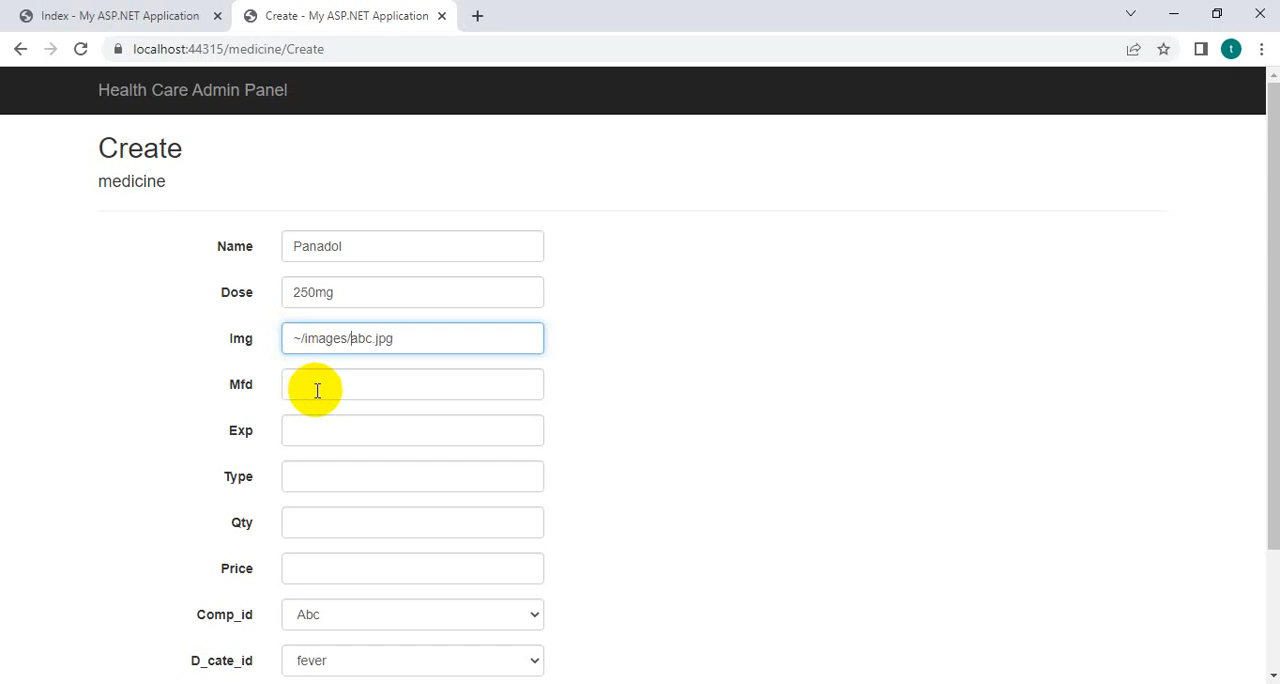 Index - My ASP.NET Application
Create - My ASP.NET Application
localhost:44315/medicine/Create
t
Health Care Admin Panel
Create
medicine
Name Panadol
Dose 250mg
Img ~/images/abc.jpg
Mfd
Exp
Type
Qty
Price
Comp_id Abc
D_cate_id fever